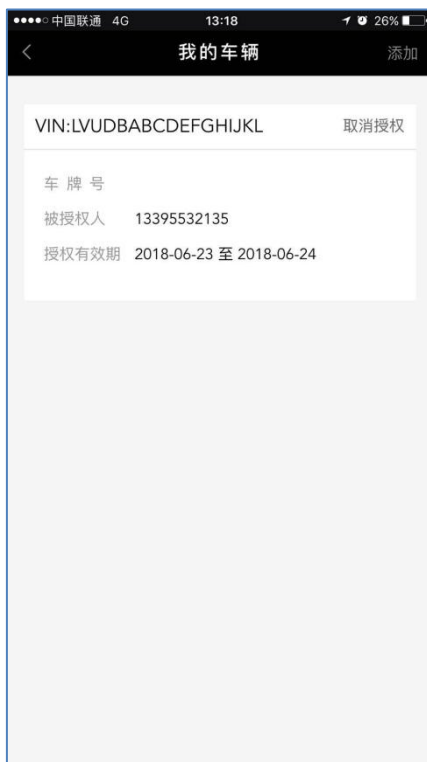 中国联通 4G 13:18 26%
我的车辆 添加
VIN:LVUDBABCDEFGHIJKL 取消授权
车牌号
被授权人 13395532135
授权有效期 2018-06-23 至 2018-06-24